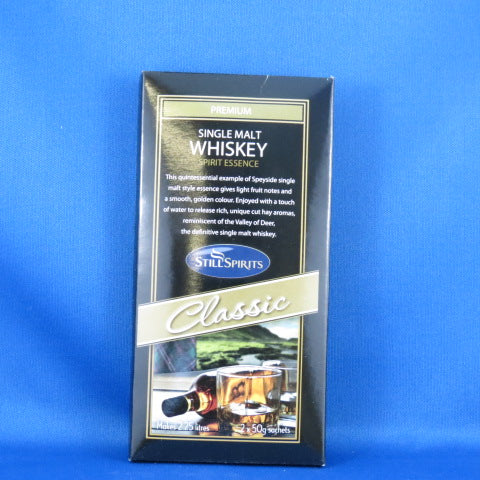 PREMIUM
SINGLE MALT
WHISKEY
SPIRIT ESSENCE
This quintessential example of Speyside single
malt style essence gives light fruit notes and
a smooth, golden colour. Enjoyed with a touch
of water to release rich, unique cut hay aromas,
reminiscent of the Valley of Deer,
the definitive single malt whiskey.
STILL SPIRITS
Classic
Makes 2.25 litres
2 x 50g sachets